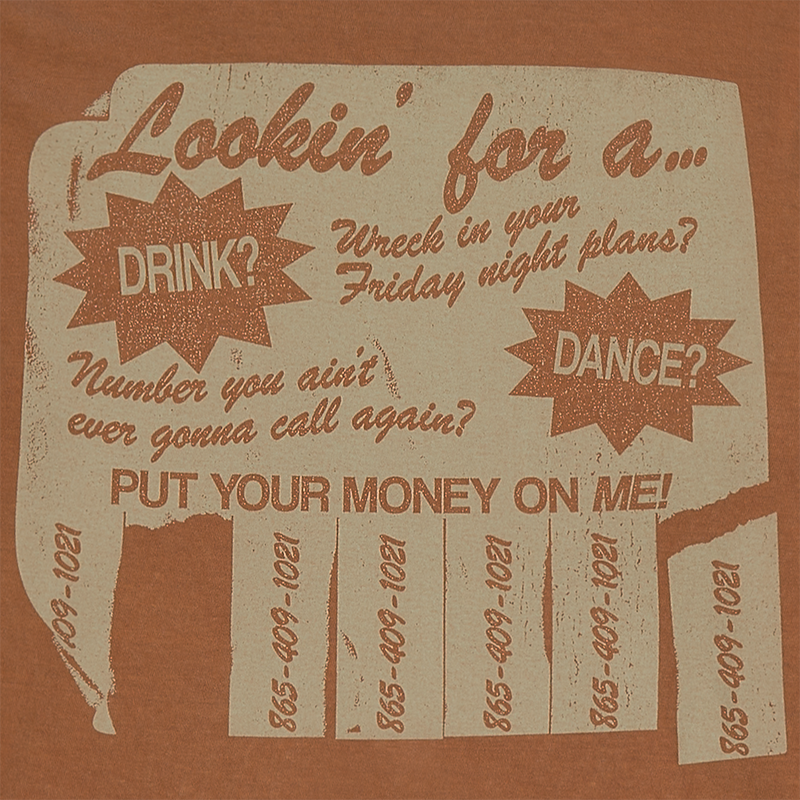 Lookin' for a...
DRINK?
Wreck in your
Friday night plans?
DANCE?
Number you ain't
ever gonna call again?
PUT YOUR MONEY ON ME!
409-1021
865-409-1021
865-409-1021
865-409-1021
865-409-1021
865-409-1021